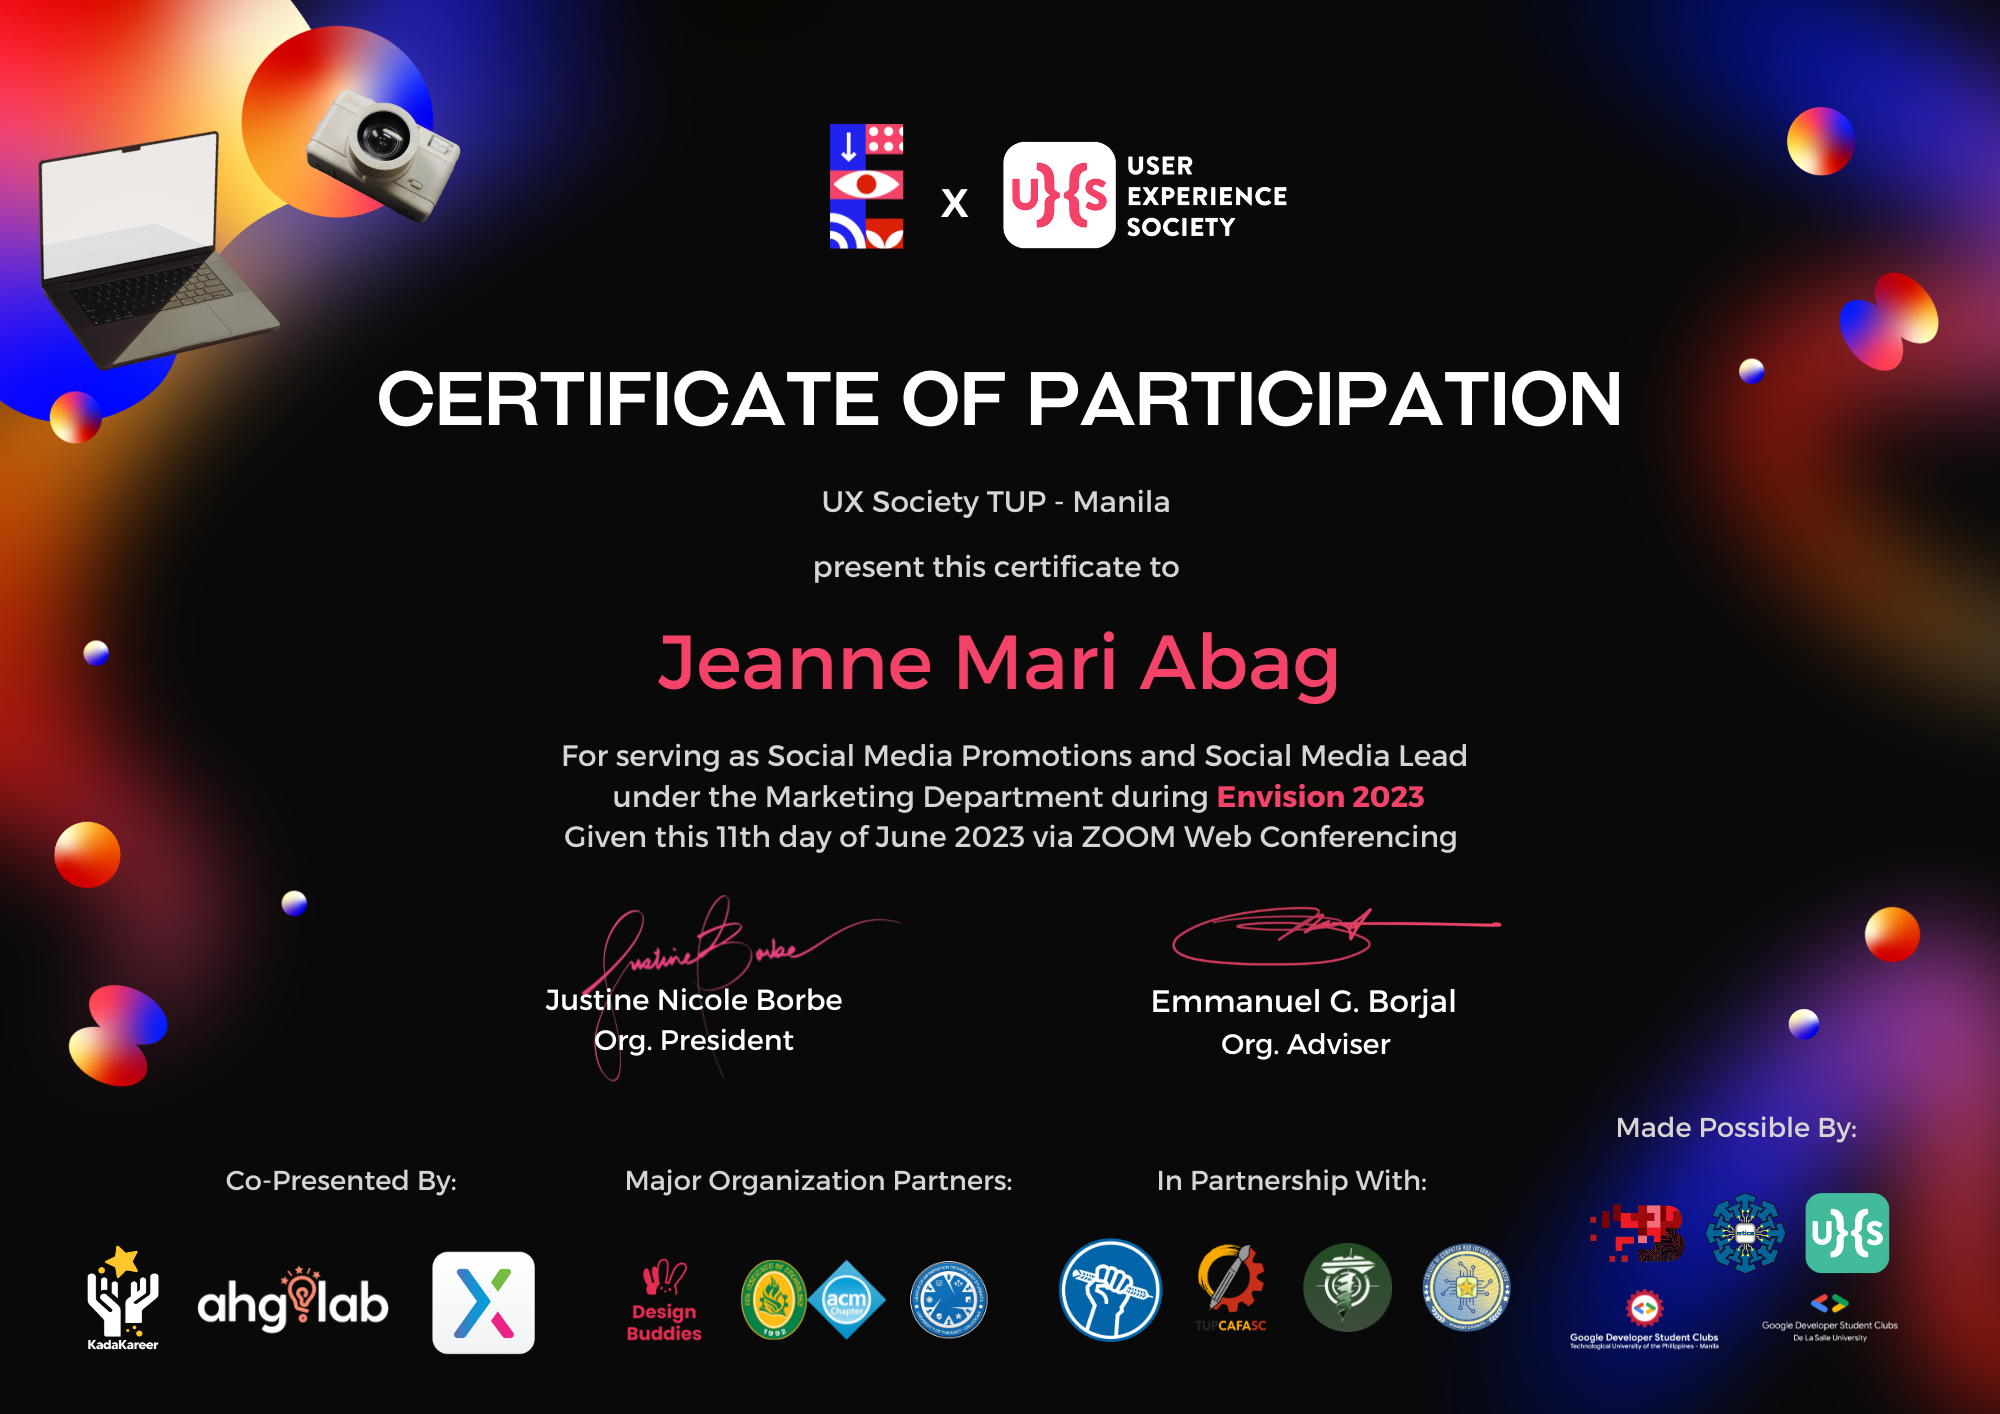 x
U}{S
USER
EXPERIENCE
SOCIETY
CERTIFICATE OF PARTICIPATION
UX Society TUP - Manila
present this certificate to
Jeanne Mari Abag
For serving as Social Media Promotions and Social Media Lead
under the Marketing Department during Envision 2023
Given this 11th day of June 2023 via ZOOM Web Conferencing
Justine Borbe
Justine Nicole Borbe
Org. President
Emmanuel G. Borjal
Org. Adviser
Co-Presented By:
Major Organization Partners:
In Partnership With:
Made Possible By:
KadaKareer
ahglab
Design
Buddies
1992
acm
Chapter
TUPCAFASC
U}{S
Google Developer Student Clubs
Technological University of the Philippines - Manila
Google Developer Student Clubs
De La Salle University